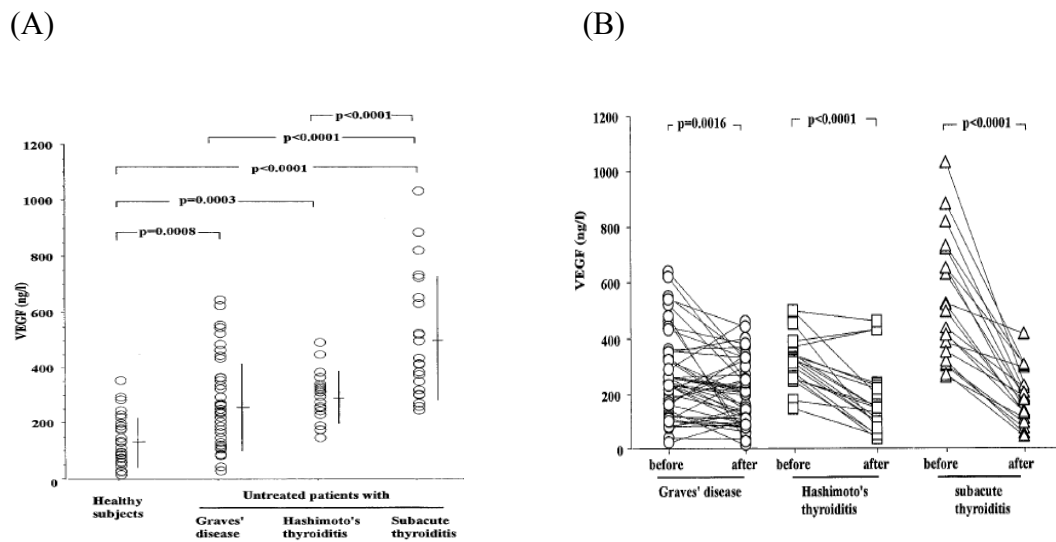 (A)
(B)
p<0.0001
p<0.0001
p<0.0001
p=0.0003
p=0.0008
1200
1000
800
600
400
200
0
VEGF (ng/l)
Healthy
subjects
Untreated patients with
Graves'
disease
Hashimoto's
thyroiditis
Subacute
thyroiditis
p=0.0016
p<0.0001
p<0.0001
1200
1000
800
600
400
200
0
VEGF (ng/l)
before after before after before after
Graves' disease
Hashimoto's
thyroiditis
subacute
thyroiditis